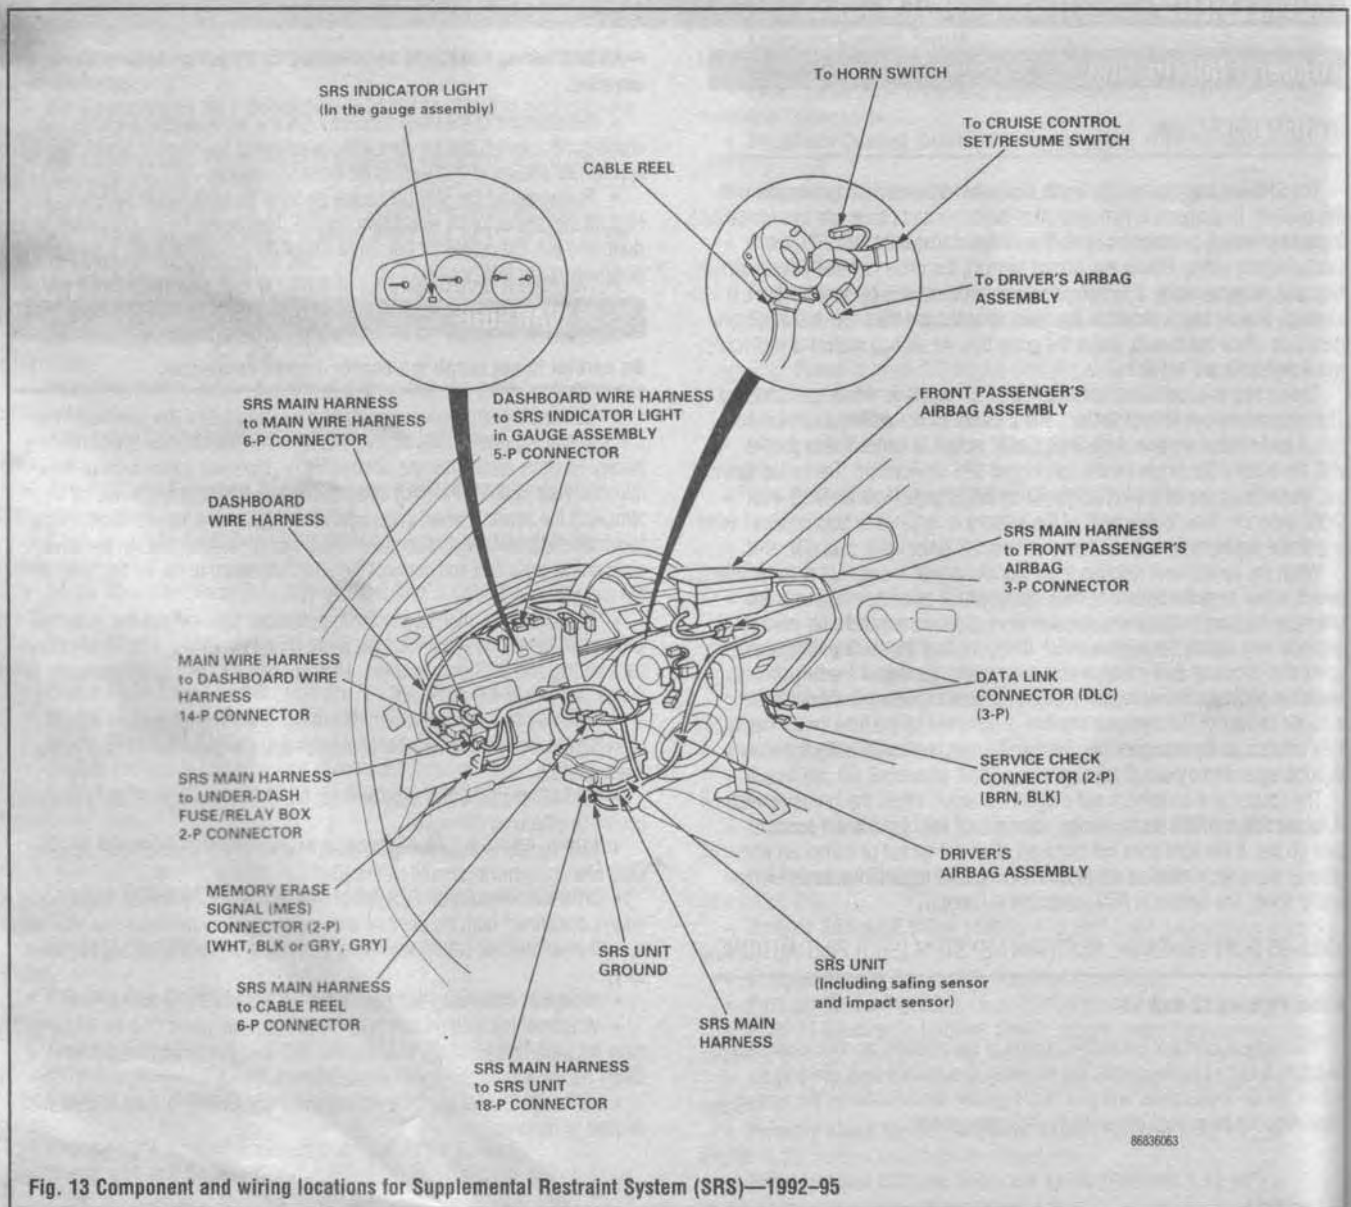 SRS INDICATOR LIGHT
(In the gauge assembly)
To HORN SWITCH
To CRUISE CONTROL
SET/RESUME SWITCH
CABLE REEL
To DRIVER'S AIRBAG
ASSEMBLY
SRS MAIN HARNESS
to MAIN WIRE HARNESS
6-P CONNECTOR
DASHBOARD WIRE HARNESS
to SRS INDICATOR LIGHT
in GAUGE ASSEMBLY
5-P CONNECTOR
FRONT PASSENGER'S
AIRBAG ASSEMBLY
DASHBOARD
WIRE HARNESS
SRS MAIN HARNESS
to FRONT PASSENGER'S
AIRBAG
3-P CONNECTOR
MAIN WIRE HARNESS
to DASHBOARD WIRE
HARNESS
14-P CONNECTOR
DATA LINK
CONNECTOR (DLC)
(3-P)
SRS MAIN HARNESS
to UNDER-DASH
FUSE/RELAY BOX
2-P CONNECTOR
SERVICE CHECK
CONNECTOR (2-P)
[BRN, BLK]
DRIVER'S
AIRBAG ASSEMBLY
MEMORY ERASE
SIGNAL (MES)
CONNECTOR (2-P)
[WHT, BLK or GRY, GRY]
SRS UNIT
GROUND
SRS UNIT
(Including safing sensor
and impact sensor)
SRS MAIN HARNESS
to CABLE REEL
6-P CONNECTOR
SRS MAIN
HARNESS
SRS MAIN HARNESS
to SRS UNIT
18-P CONNECTOR
86836063
Fig. 13 Component and wiring locations for Supplemental Restraint System (SRS)—1992–95